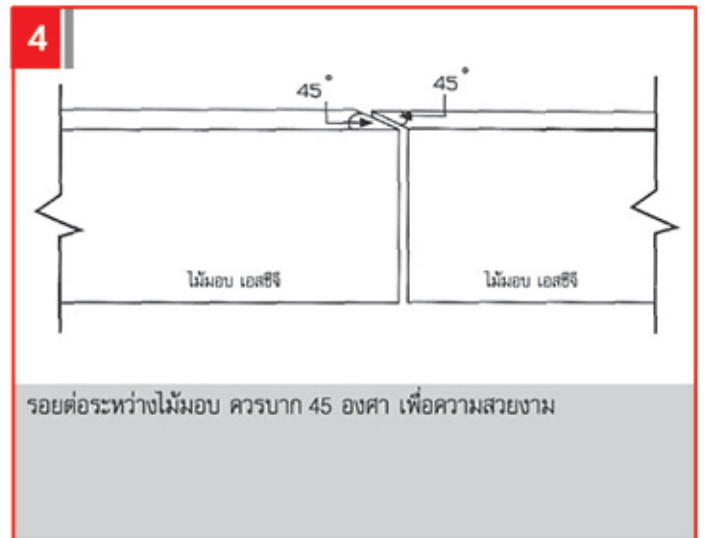 4
45° 45°
ไม้มอบ เอสซีจี ไม้มอบ เอสซีจี
รอยต่อระหว่างไม้มอบ ควรบาก 45 องศา เพื่อความสวยงาม